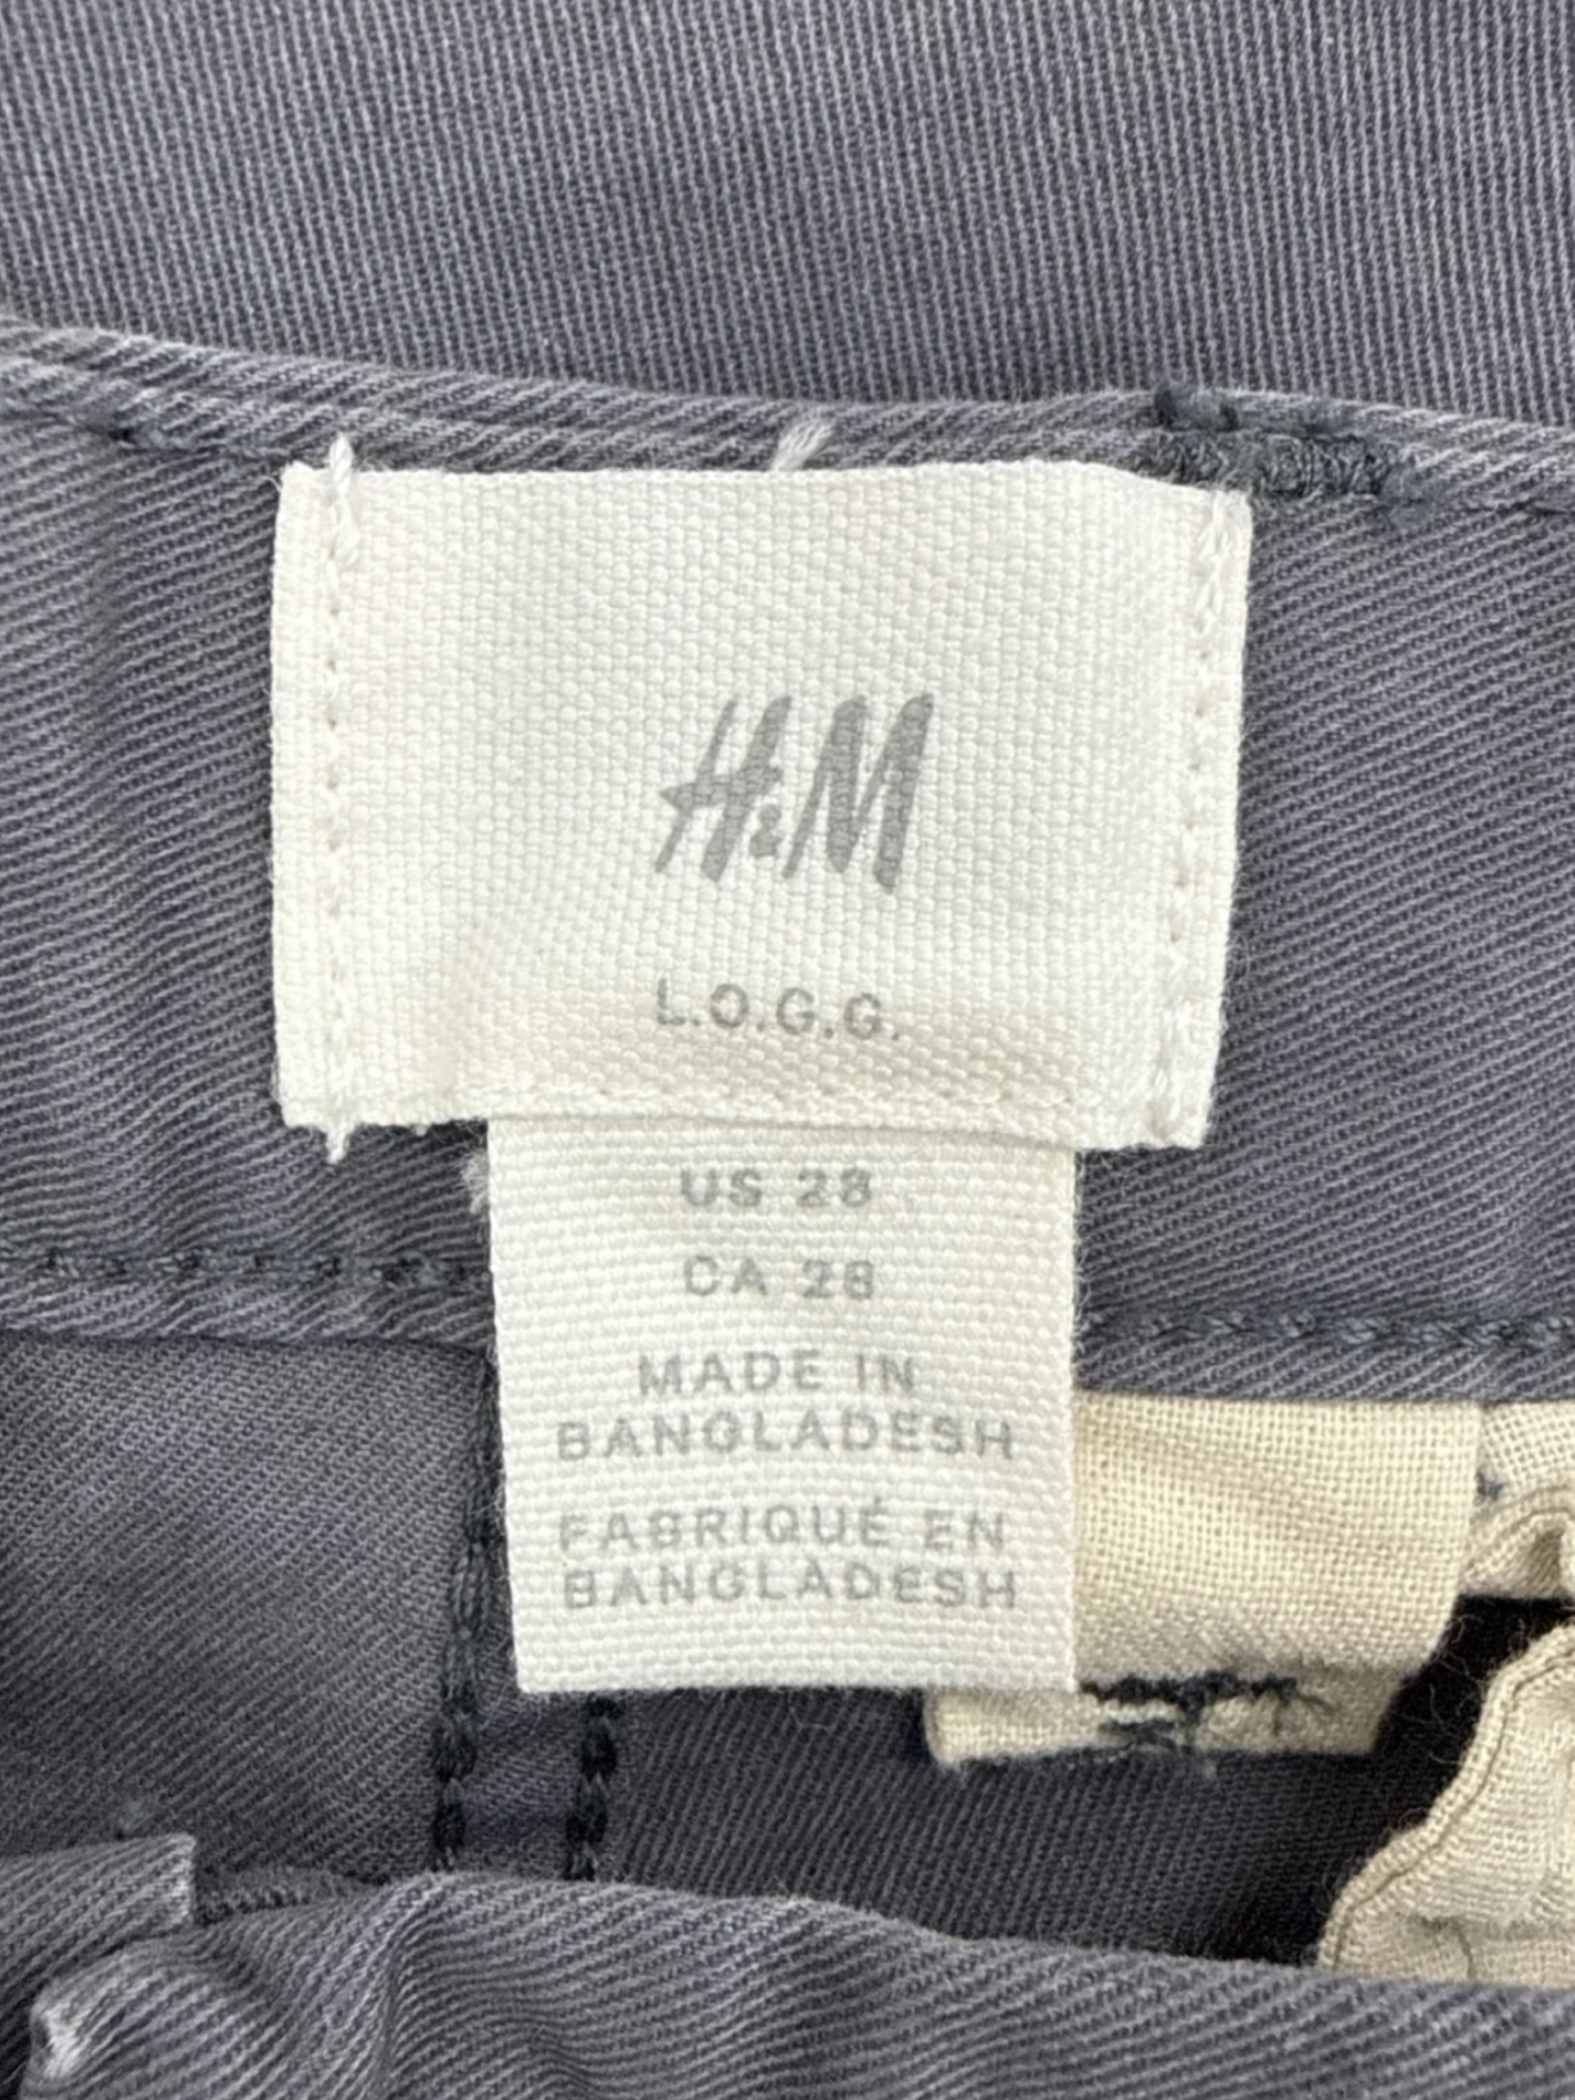 H&M
L.O.G.G.
US 28
CA 28
MADE IN
BANGLADESH
FABRIQUÉ EN
BANGLADESH